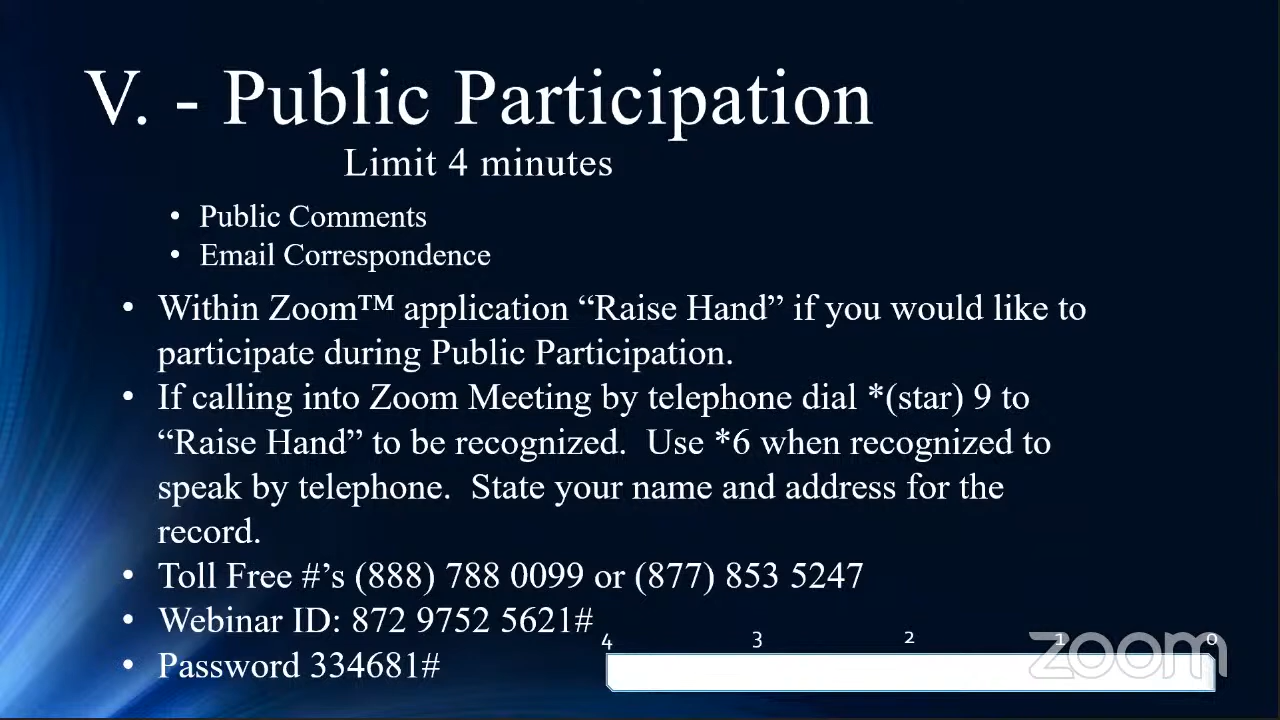 V. - Public Participation
Limit 4 minutes
• Public Comments
• Email Correspondence
• Within Zoom™ application “Raise Hand” if you would like to
participate during Public Participation.
• If calling into Zoom Meeting by telephone dial *(star) 9 to
“Raise Hand” to be recognized.  Use *6 when recognized to
speak by telephone.  State your name and address for the
record.
• Toll Free #’s (888) 788 0099 or (877) 853 5247
• Webinar ID: 872 9752 5621#
4 3 2 1 0
zoom
• Password 334681#